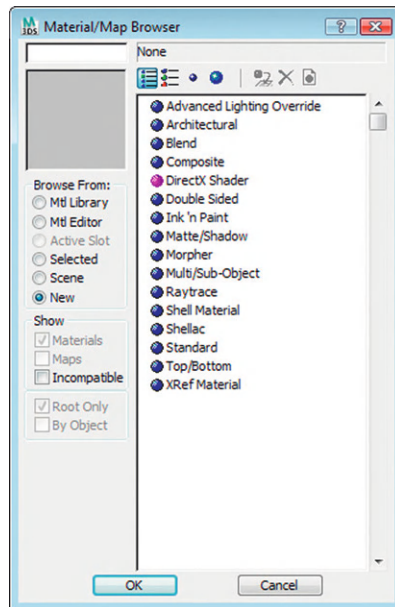 3DS
Material/Map Browser
None
Advanced Lighting Override
Architectural
Blend
Composite
DirectX Shader
Double Sided
Ink 'n Paint
Matte/Shadow
Morpher
Multi/Sub-Object
Raytrace
Shell Material
Shellac
Standard
Top/Bottom
XRef Material
Browse From:
Mtl Library
Mtl Editor
Active Slot
Selected
Scene
New
Show
Materials
Maps
Incompatible
Root Only
By Object
OK
Cancel